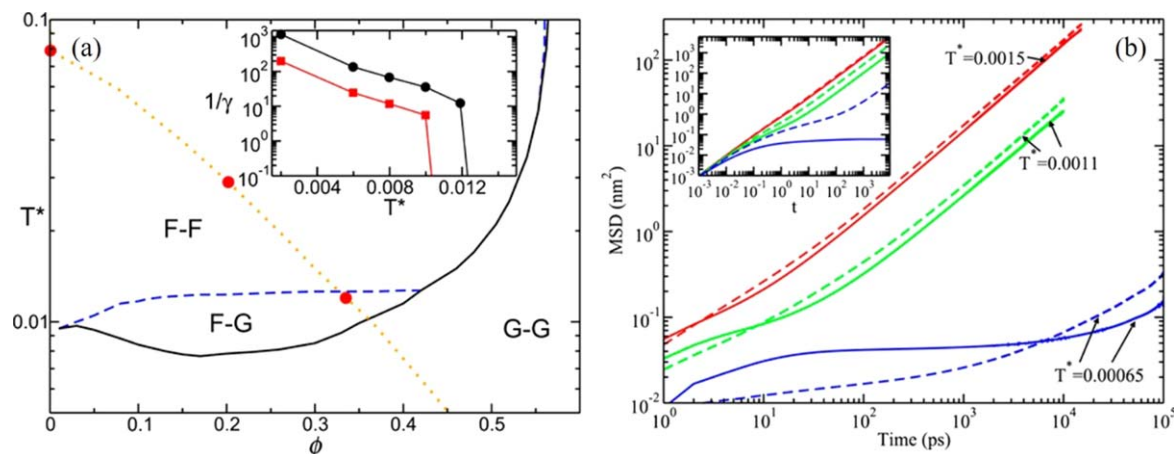 0.1
(a)
10³
10²
1/γ
10¹
10⁰
10⁻¹
0.004
0.008
0.012
T*
T*
F-F
F-G
G-G
0.01
0
0.1
0.2
0.3
0.4
0.5
ϕ
(b)
10²
10¹
10⁰
10⁻¹
10⁻²
MSD (nm²)
10³
10²
10¹
10⁰
10⁻¹
10⁻²
10⁻³
10⁻³ 10⁻² 10⁻¹ 10⁰ 10¹ 10² 10³
t
T*=0.0015
T*=0.0011
T*=0.00065
10⁰
10¹
10²
10³
10⁴
10⁵
Time (ps)